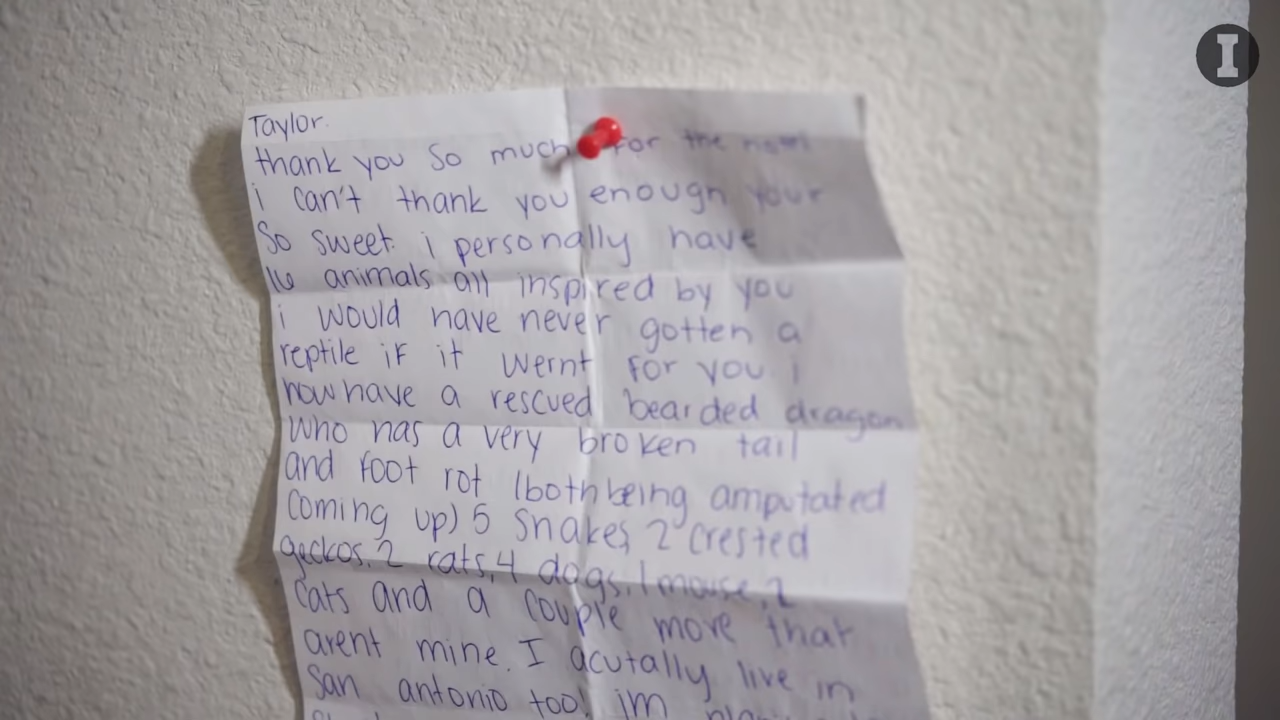 I
Taylor.
thank you so much for the
i can't thank you enough your
So sweet. i personally have
16 animals all inspired by you
i would have never gotten a
reptile if it wernt for you i
now have a rescued bearded dragon
who has a very broken tail
and foot rot (both being amputated
coming up) 5 snakes, 2 crested
geckos, 2 rats, 4 dogs, 1 mouse, 2
cats and a couple more that
arent mine. I acutally live in
San antonio too! im